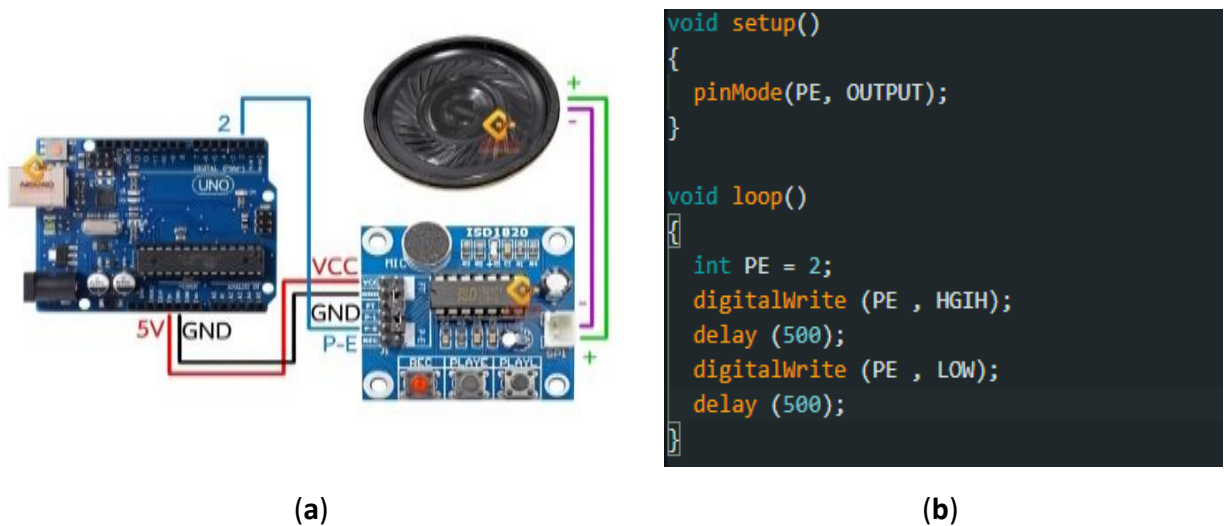 2
+
-
UNO
ISD1820
MIC
VCC
GND
P-E
5V
GND
-
+
REC PLAYE PLAYL
(a)
void setup()
{
pinMode(PE, OUTPUT);
}
void loop()
{
int PE = 2;
digitalWrite (PE , HGIH);
delay (500);
digitalWrite (PE , LOW);
delay (500);
}
(b)